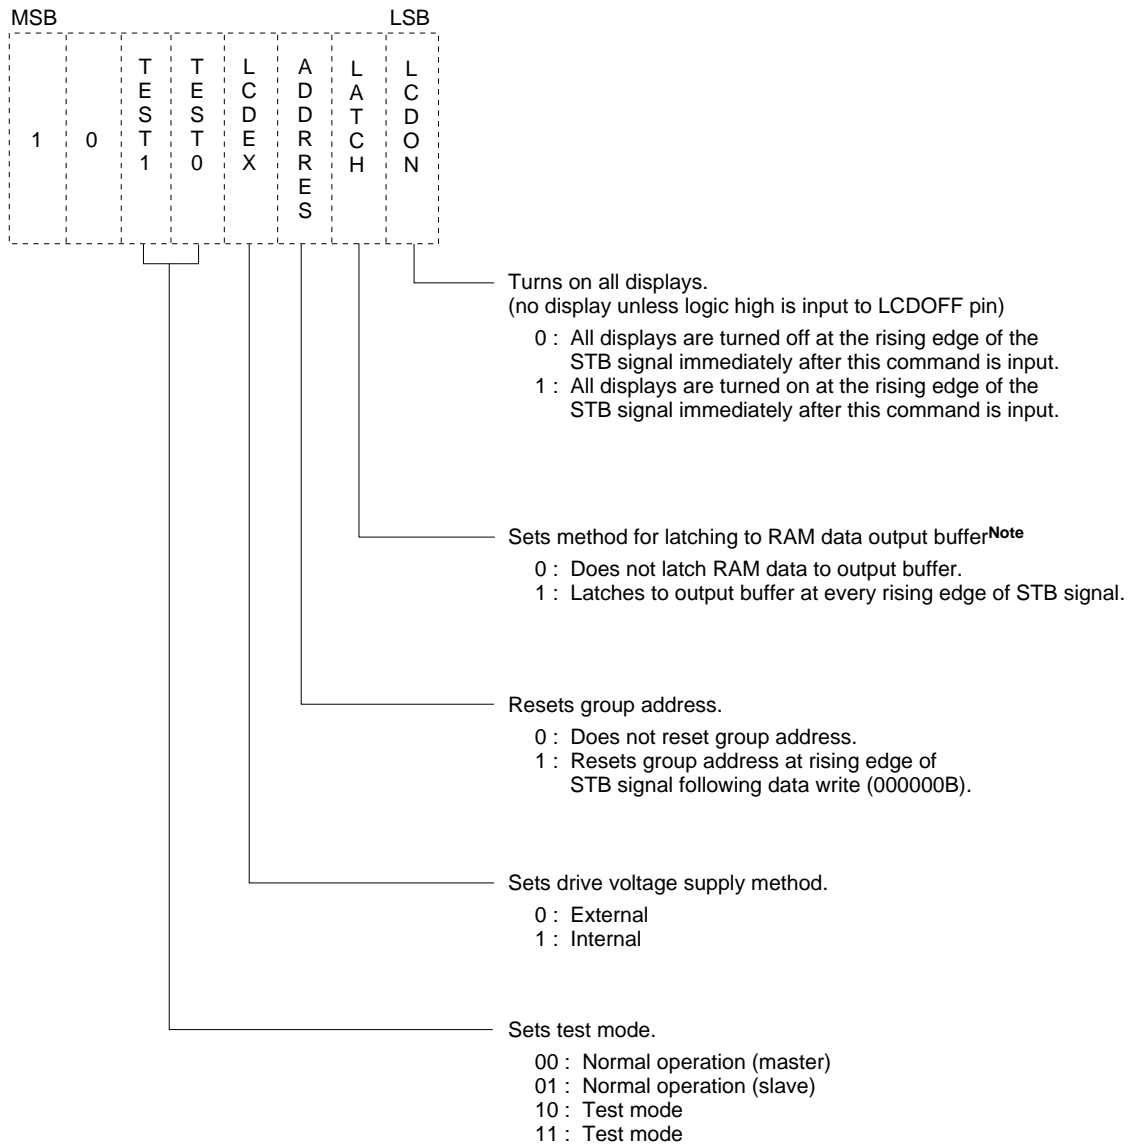 MSB LSB
1 0 TEST1 TEST0 LCDEX ADDRRES LATCH LCDON
Turns on all displays.
(no display unless logic high is input to LCDOFF pin)
0 : All displays are turned off at the rising edge of the
STB signal immediately after this command is input.
1 : All displays are turned on at the rising edge of the
STB signal immediately after this command is input.
Sets method for latching to RAM data output bufferNote
0 : Does not latch RAM data to output buffer.
1 : Latches to output buffer at every rising edge of STB signal.
Resets group address.
0 : Does not reset group address.
1 : Resets group address at rising edge of
STB signal following data write (000000B).
Sets drive voltage supply method.
0 : External
1 : Internal
Sets test mode.
00 : Normal operation (master)
01 : Normal operation (slave)
10 : Test mode
11 : Test mode